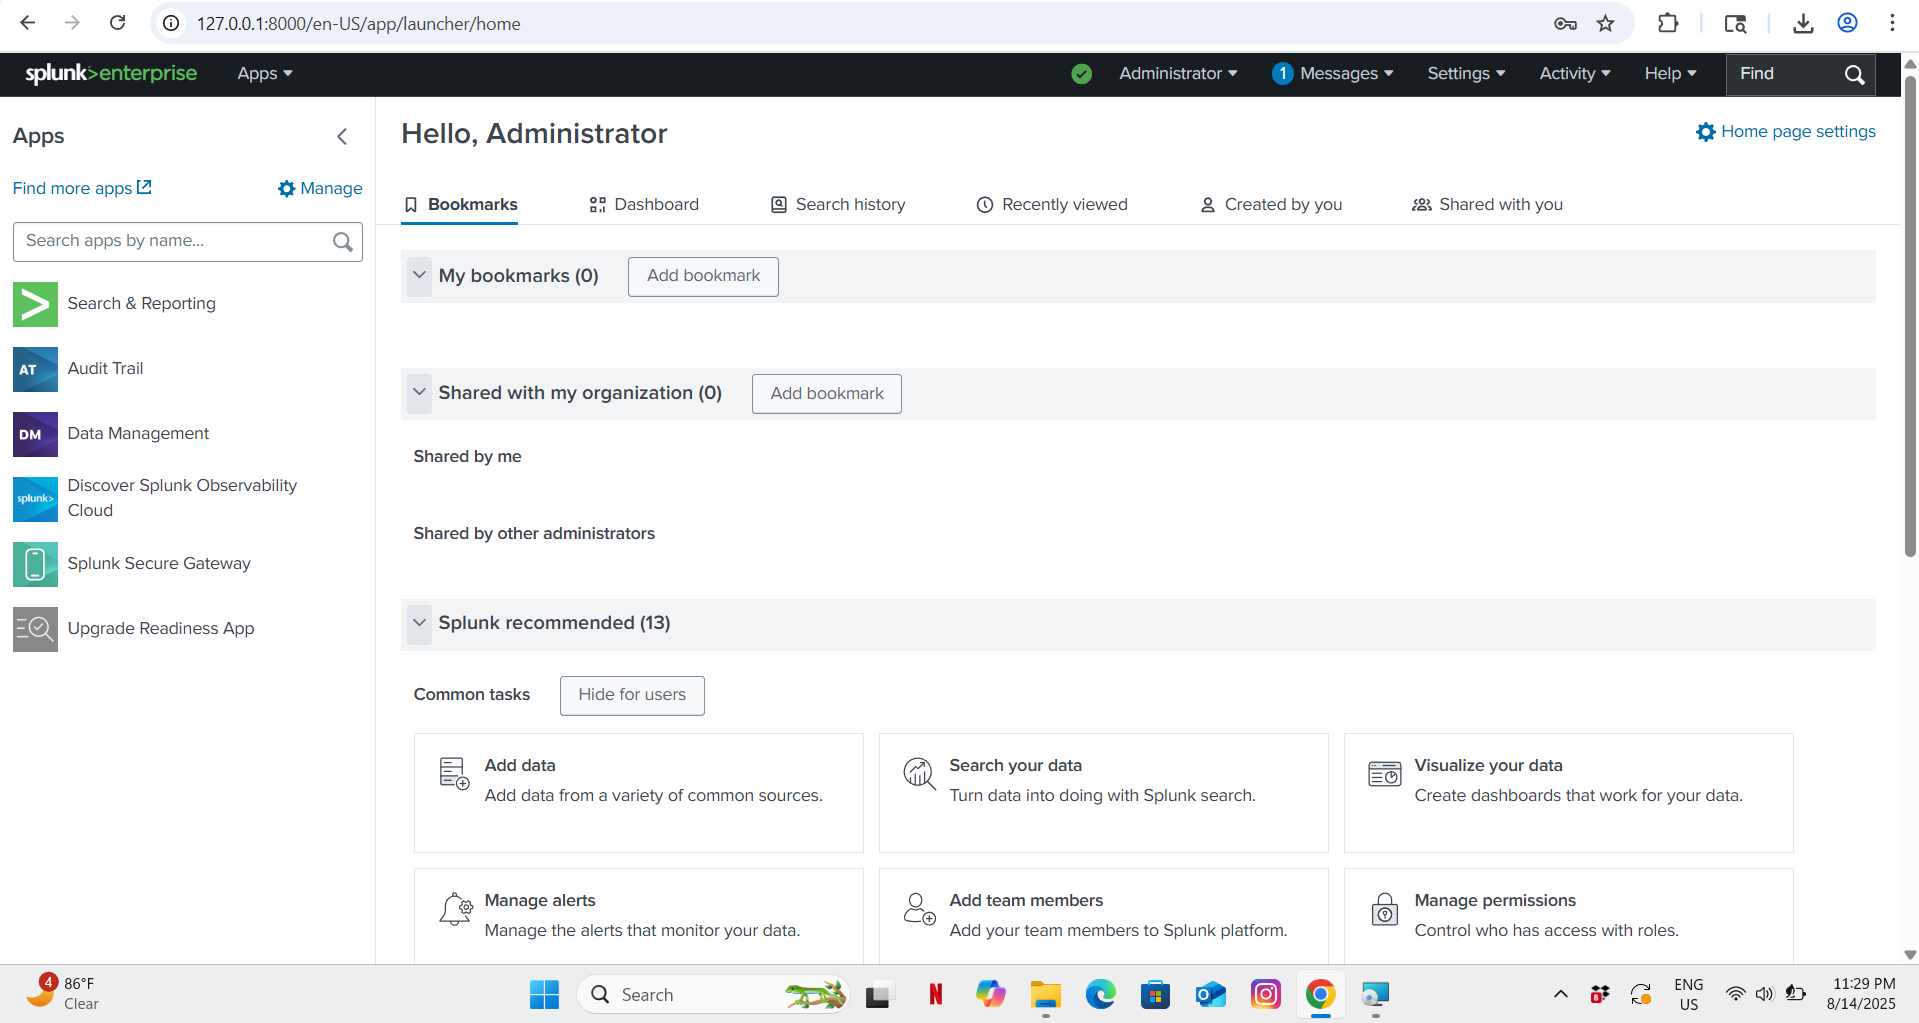 127.0.0.1:8000/en-US/app/launcher/home
splunk>enterprise
Apps
Administrator
1
Messages
Settings
Activity
Help
Find
Apps
Hello, Administrator
Home page settings
Find more apps
Manage
Bookmarks
Dashboard
Search history
Recently viewed
Created by you
Shared with you
Search apps by name...
My bookmarks (0)
Add bookmark
Search & Reporting
AT
Audit Trail
Shared with my organization (0)
Add bookmark
DM
Data Management
Shared by me
splunk>
Discover Splunk Observability
Cloud
Shared by other administrators
Splunk Secure Gateway
Upgrade Readiness App
Splunk recommended (13)
Common tasks
Hide for users
Add data
Add data from a variety of common sources.
Search your data
Turn data into doing with Splunk search.
Visualize your data
Create dashboards that work for your data.
Manage alerts
Manage the alerts that monitor your data.
Add team members
Add your team members to Splunk platform.
Manage permissions
Control who has access with roles.
4
86°F
Clear
Search
N
8
ENG
US
11:29 PM
8/14/2025